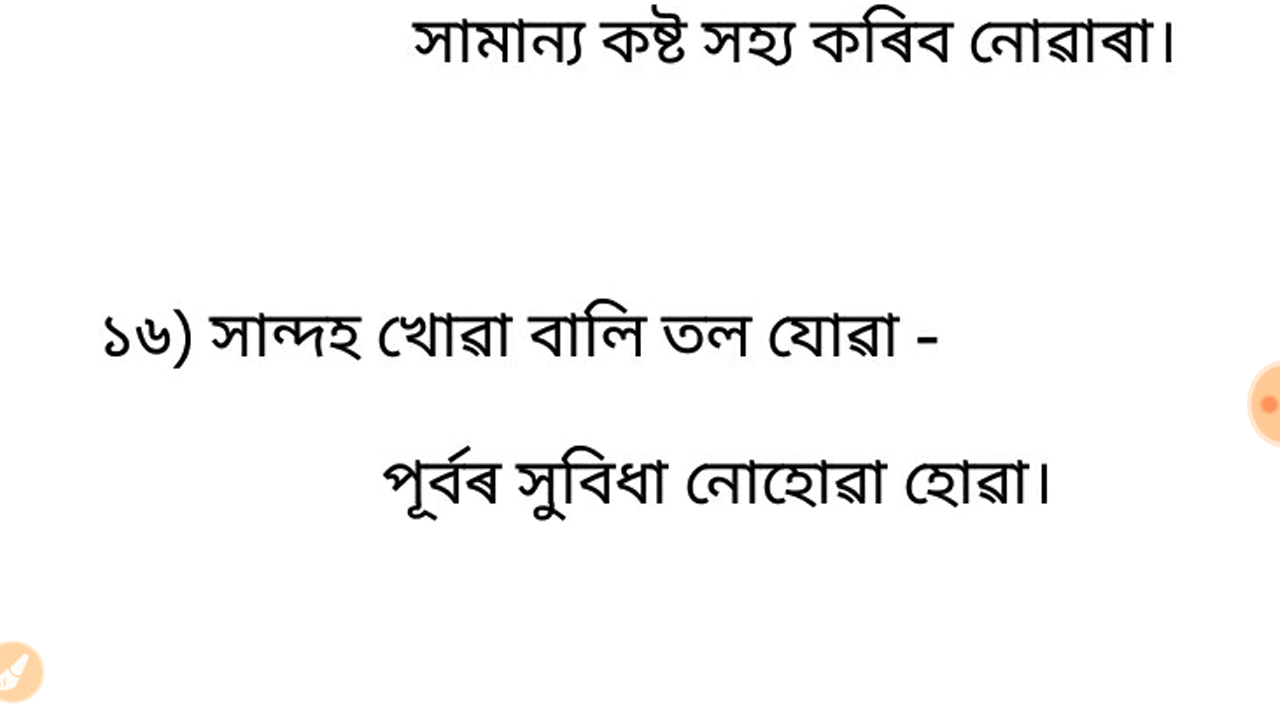 সামান্য কষ্ট সহ্য কৰিব নোৱাৰা।
১৬) সান্দহ খোৱা বালি তল যোৱা -
পূৰ্বৰ সুবিধা নোহোৱা হোৱা।